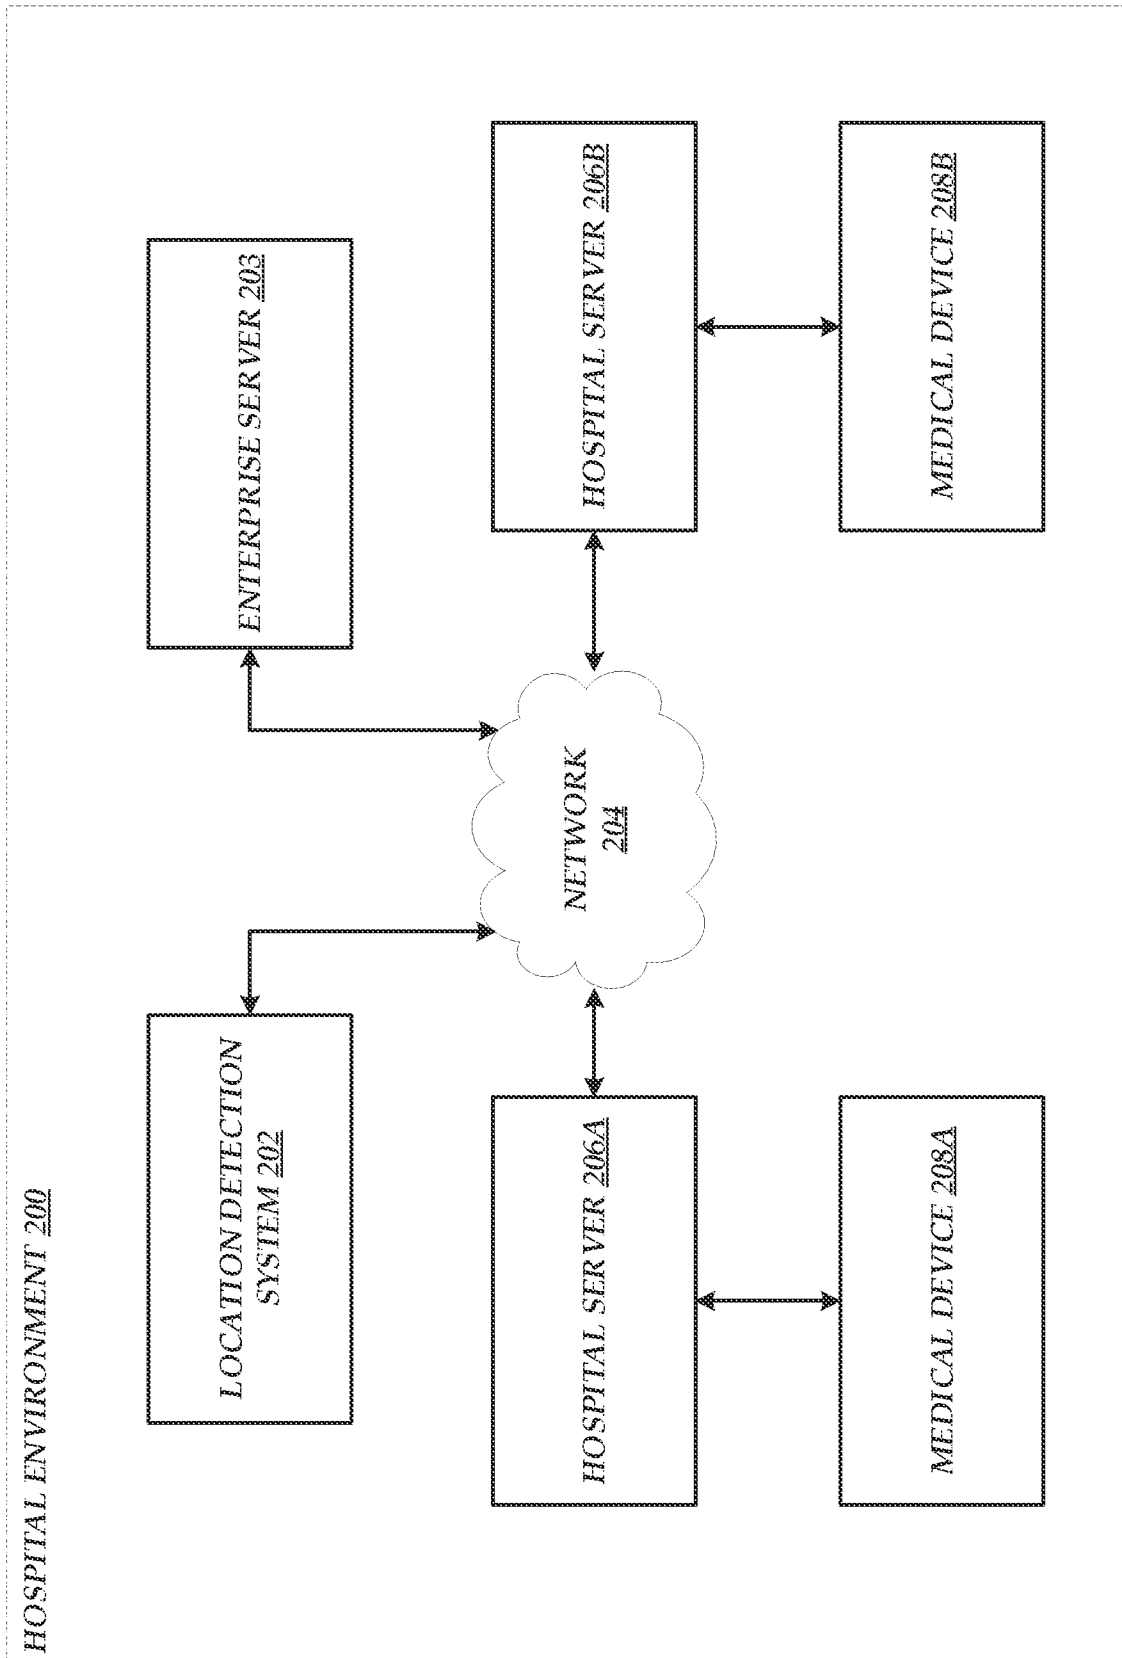 HOSPITAL ENVIRONMENT 200
LOCATION DETECTION
SYSTEM 202
ENTERPRISE SERVER 203
NETWORK
204
HOSPITAL SERVER 206A
HOSPITAL SERVER 206B
MEDICAL DEVICE 208A
MEDICAL DEVICE 208B